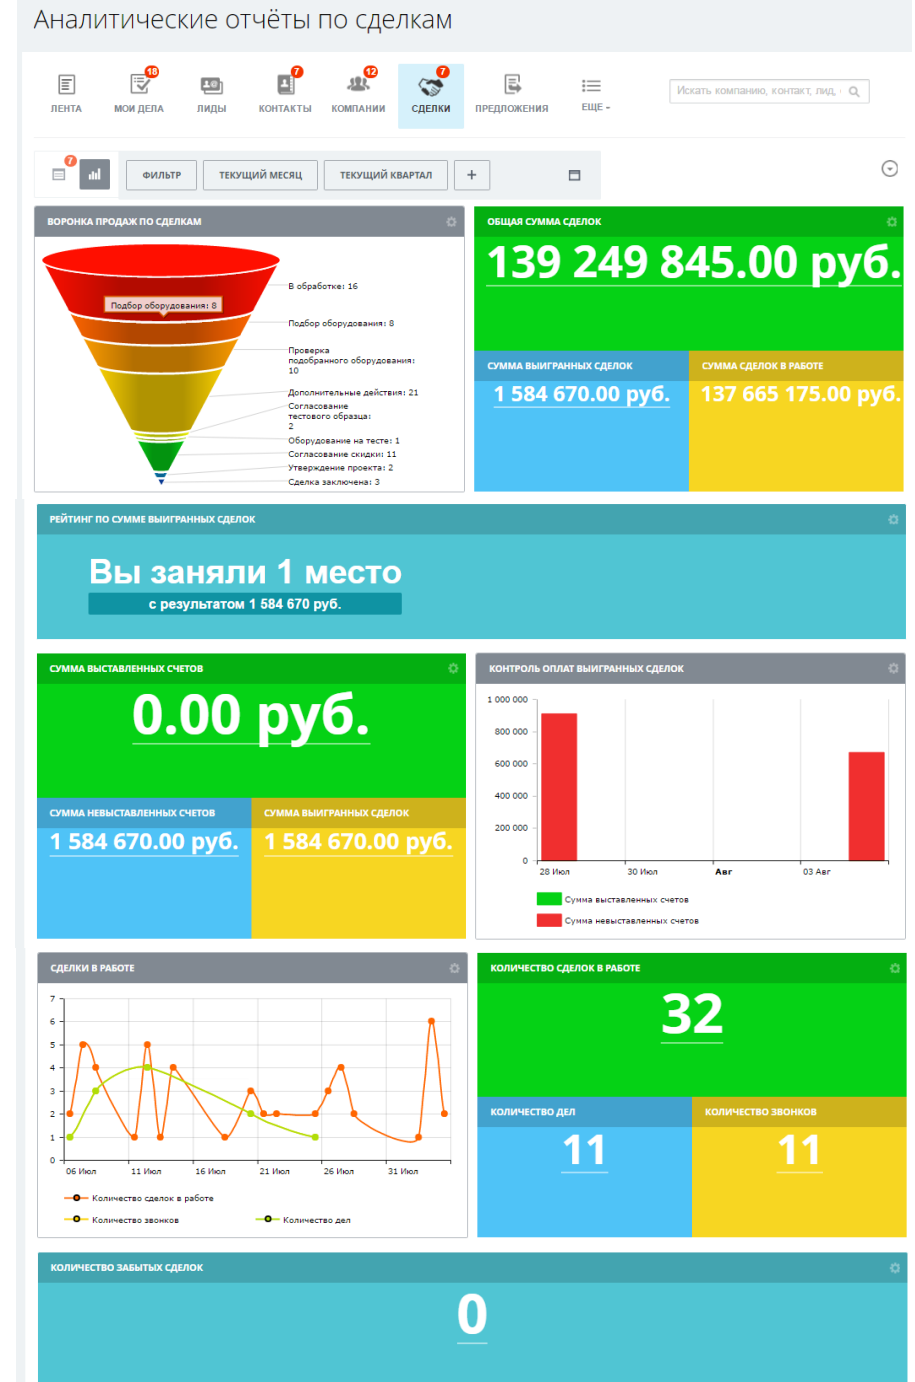 Аналитические отчёты по сделкам
18
7
12
7
ЛЕНТА
МОИ ДЕЛА
ЛИДЫ
КОНТАКТЫ
КОМПАНИИ
СДЕЛКИ
ПРЕДЛОЖЕНИЯ
ЕЩЕ
Искать компанию, контакт, лид,
7
ФИЛЬТР
ТЕКУЩИЙ МЕСЯЦ
ТЕКУЩИЙ КВАРТАЛ
+
ВОРОНКА ПРОДАЖ ПО СДЕЛКАМ
Подбор оборудования: 8
В обработке: 16
Подбор оборудования: 8
Проверка
подобранного оборудования:
10
Дополнительные действия: 21
Согласование
тестового образца:
2
Оборудование на тесте: 1
Согласование скидки: 11
Утверждение проекта: 2
Сделка заключена: 3
ОБЩАЯ СУММА СДЕЛОК
139 249 845.00 руб.
СУММА ВЫИГРАННЫХ СДЕЛОК
1 584 670.00 руб.
СУММА СДЕЛОК В РАБОТЕ
137 665 175.00 руб.
РЕЙТИНГ ПО СУММЕ ВЫИГРАННЫХ СДЕЛОК
Вы заняли 1 место
с результатом 1 584 670 руб.
СУММА ВЫСТАВЛЕННЫХ СЧЕТОВ
0.00 руб.
СУММА НЕВЫСТАВЛЕННЫХ СЧЕТОВ
1 584 670.00 руб.
СУММА ВЫИГРАННЫХ СДЕЛОК
1 584 670.00 руб.
КОНТРОЛЬ ОПЛАТ ВЫИГРАННЫХ СДЕЛОК
1 000 000
800 000
600 000
400 000
200 000
0
28 Июл
30 Июл
Авг
03 Авг
Сумма выставленных счетов
Сумма невыставленных счетов
СДЕЛКИ В РАБОТЕ
7
6
5
4
3
2
1
0
06 Июл
11 Июл
16 Июл
21 Июл
26 Июл
31 Июл
Количество сделок в работе
Количество звонков
Количество дел
КОЛИЧЕСТВО СДЕЛОК В РАБОТЕ
32
КОЛИЧЕСТВО ДЕЛ
11
КОЛИЧЕСТВО ЗВОНКОВ
11
КОЛИЧЕСТВО ЗАБЫТЫХ СДЕЛОК
0